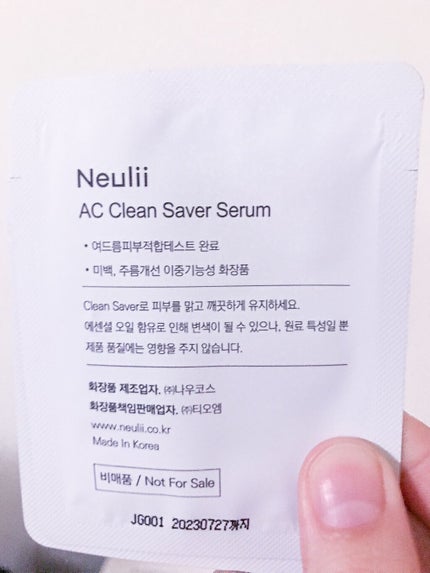 Neulii
AC Clean Saver Serum
• 여드름피부적합테스트 완료
• 미백, 주름개선 이중기능성 화장품
Clean Saver로 피부를 맑고 깨끗하게 유지하세요.
에센셜 오일 함유로 인해 변색이 될 수 있으나, 원료 특성일 뿐
제품 품질에는 영향을 주지 않습니다.
화장품 제조업자. ㈜나우코스
화장품책임판매업자. ㈜티오엠
www.neulii.co.kr
Made In Korea
비매품 / Not For Sale
JG001 20230727까지